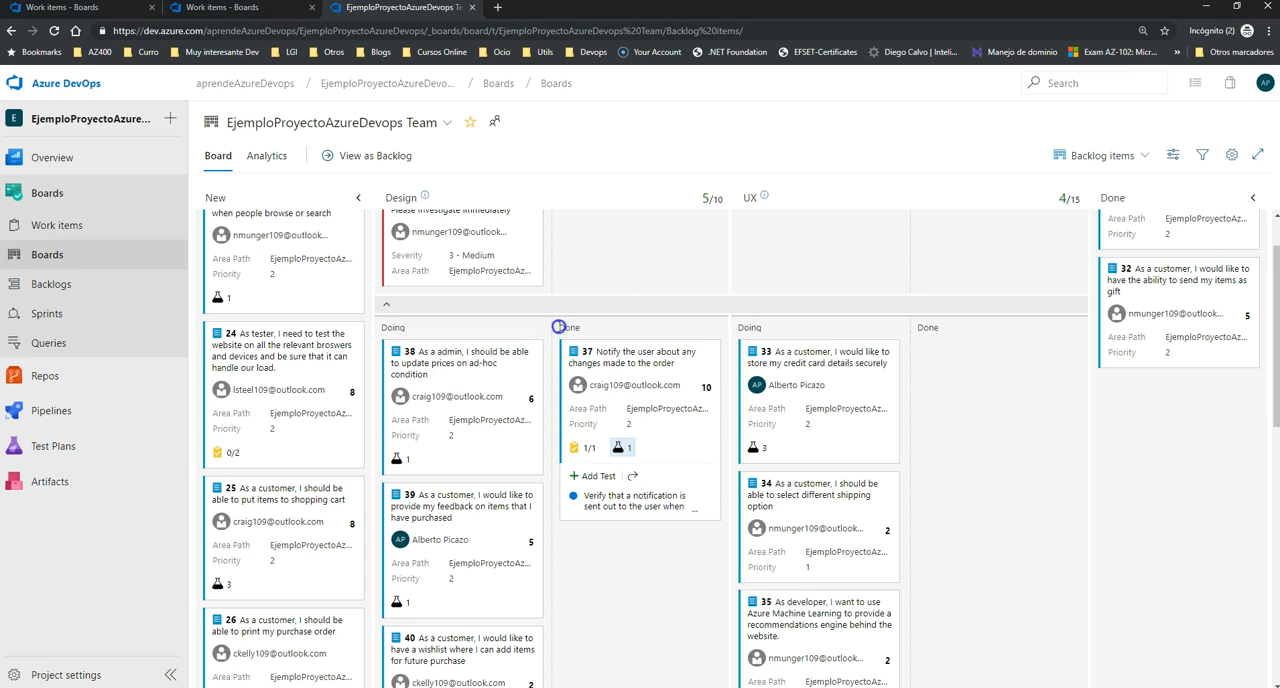 Work items - Boards
Work items - Boards
EjemploProyectoAzureDevops Te
https://dev.azure.com/aprendeAzureDevops/EjemploProyectoAzureDevops/_boards/board/t/EjemploProyectoAzureDevops%20Team/Backlog%20items/
Incógnito (2)
Bookmarks
AZ400
Curro
Muy interesante Dev
LGI
Otros
Blogs
Cursos Online
Ocio
Utils
Devops
Your Account
.NET Foundation
EFSET-Certificates
Diego Calvo | Inteli...
Manejo de dominio
Exam AZ-102: Micr...
»
Otros marcadores
Azure DevOps
aprendeAzureDevops / EjemploProyectoAzureDevo... / Boards / Boards
Search
AP
E EjemploProyectoAzure...
Overview
Boards
Work items
Boards
Backlogs
Sprints
Queries
Repos
Pipelines
Test Plans
Artifacts
Project settings
EjemploProyectoAzureDevops Team
Board
Analytics
View as Backlog
Backlog items
New
Design
5/10
UX
4/15
Done
when people browse or search
nmunger109@outlook...
Area Path EjemploProyectoAz...
Priority 2
1
24 As tester, I need to test the
website on all the relevant broswers
and devices and be sure that it can
handle our load.
lsteel109@outlook.com 8
Area Path EjemploProyectoAz...
Priority 2
0/2
25 As a customer, I should be
able to put items to shopping cart
craig109@outlook.com 8
Area Path EjemploProyectoAz...
Priority 2
3
26 As a customer, I should be
able to print my purchase order
ckelly109@outlook.com
Area Path EjemploProyectoAz...
Please investigate immediately
nmunger109@outlook...
Severity 3 - Medium
Area Path EjemploProyectoAz...
Doing
38 As a admin, I should be able
to update prices on ad-hoc
condition
craig109@outlook.com 6
Area Path EjemploProyectoAz...
Priority 2
1
39 As a customer, I would like to
provide my feedback on items that I
have purchased
AP Alberto Picazo 5
Area Path EjemploProyectoAz...
Priority 2
1
40 As a customer, I would like to
have a wishlist where I can add items
for future purchase
ckelly109@outlook.com 2
Done
37 Notify the user about any
changes made to the order
craig109@outlook.com 10
Area Path EjemploProyectoAz...
Priority 2
1/1 1
Add Test
Verify that a notification is
sent out to the user when ...
Doing
33 As a customer, I would like to
store my credit card details securely
AP Alberto Picazo
Area Path EjemploProyectoAz...
Priority 2
3
34 As a customer, I should be
able to select different shipping
option
nmunger109@outlook... 2
Area Path EjemploProyectoAz...
Priority 1
35 As developer, I want to use
Azure Machine Learning to provide a
recommendations engine behind the
website.
nmunger109@outlook... 2
Area Path EjemploProyectoAz...
Done
Area Path EjemploProyectoAz...
Priority 2
32 As a customer, I would like to
have the ability to send my items as
gift
nmunger109@outlook... 5
Area Path EjemploProyectoAz...
Priority 2